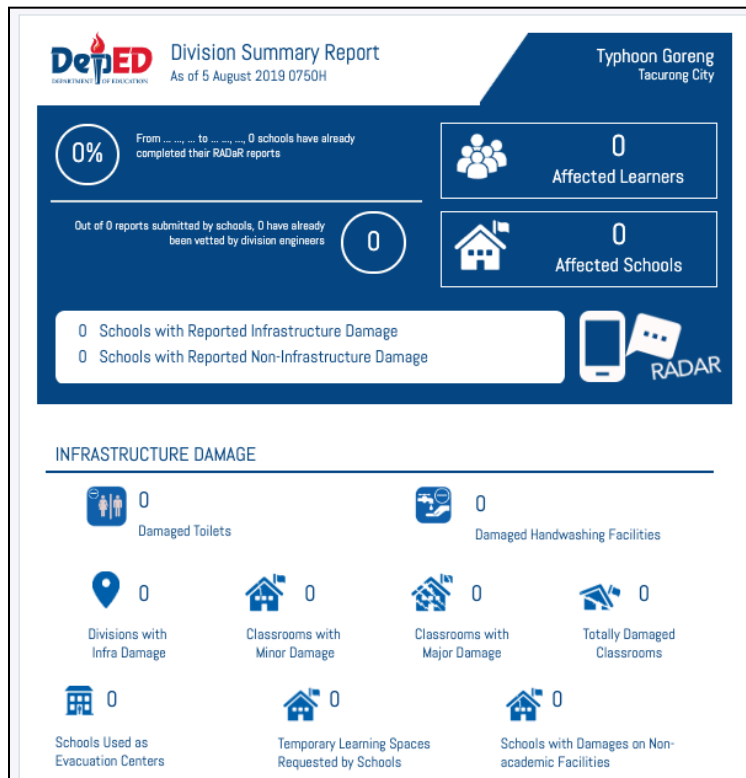 DepED
DEPARTMENT OF EDUCATION
Division Summary Report
As of 5 August 2019 0750H
Typhoon Goreng
Tacurong City
0%
From ... ..., ... to ... ..., ..., 0 schools have already
completed their RADaR reports
0
Affected Learners
Out of 0 reports submitted by schools, 0 have already
been vetted by division engineers
0
0
Affected Schools
0 Schools with Reported Infrastructure Damage
0 Schools with Reported Non-Infrastructure Damage
RADAR
INFRASTRUCTURE DAMAGE
0
Damaged Toilets
0
Damaged Handwashing Facilities
0
Divisions with
Infra Damage
0
Classrooms with
Minor Damage
0
Classrooms with
Major Damage
0
Totally Damaged
Classrooms
0
Schools Used as
Evacuation Centers
0
Temporary Learning Spaces
Requested by Schools
0
Schools with Damages on Non-
academic Facilities